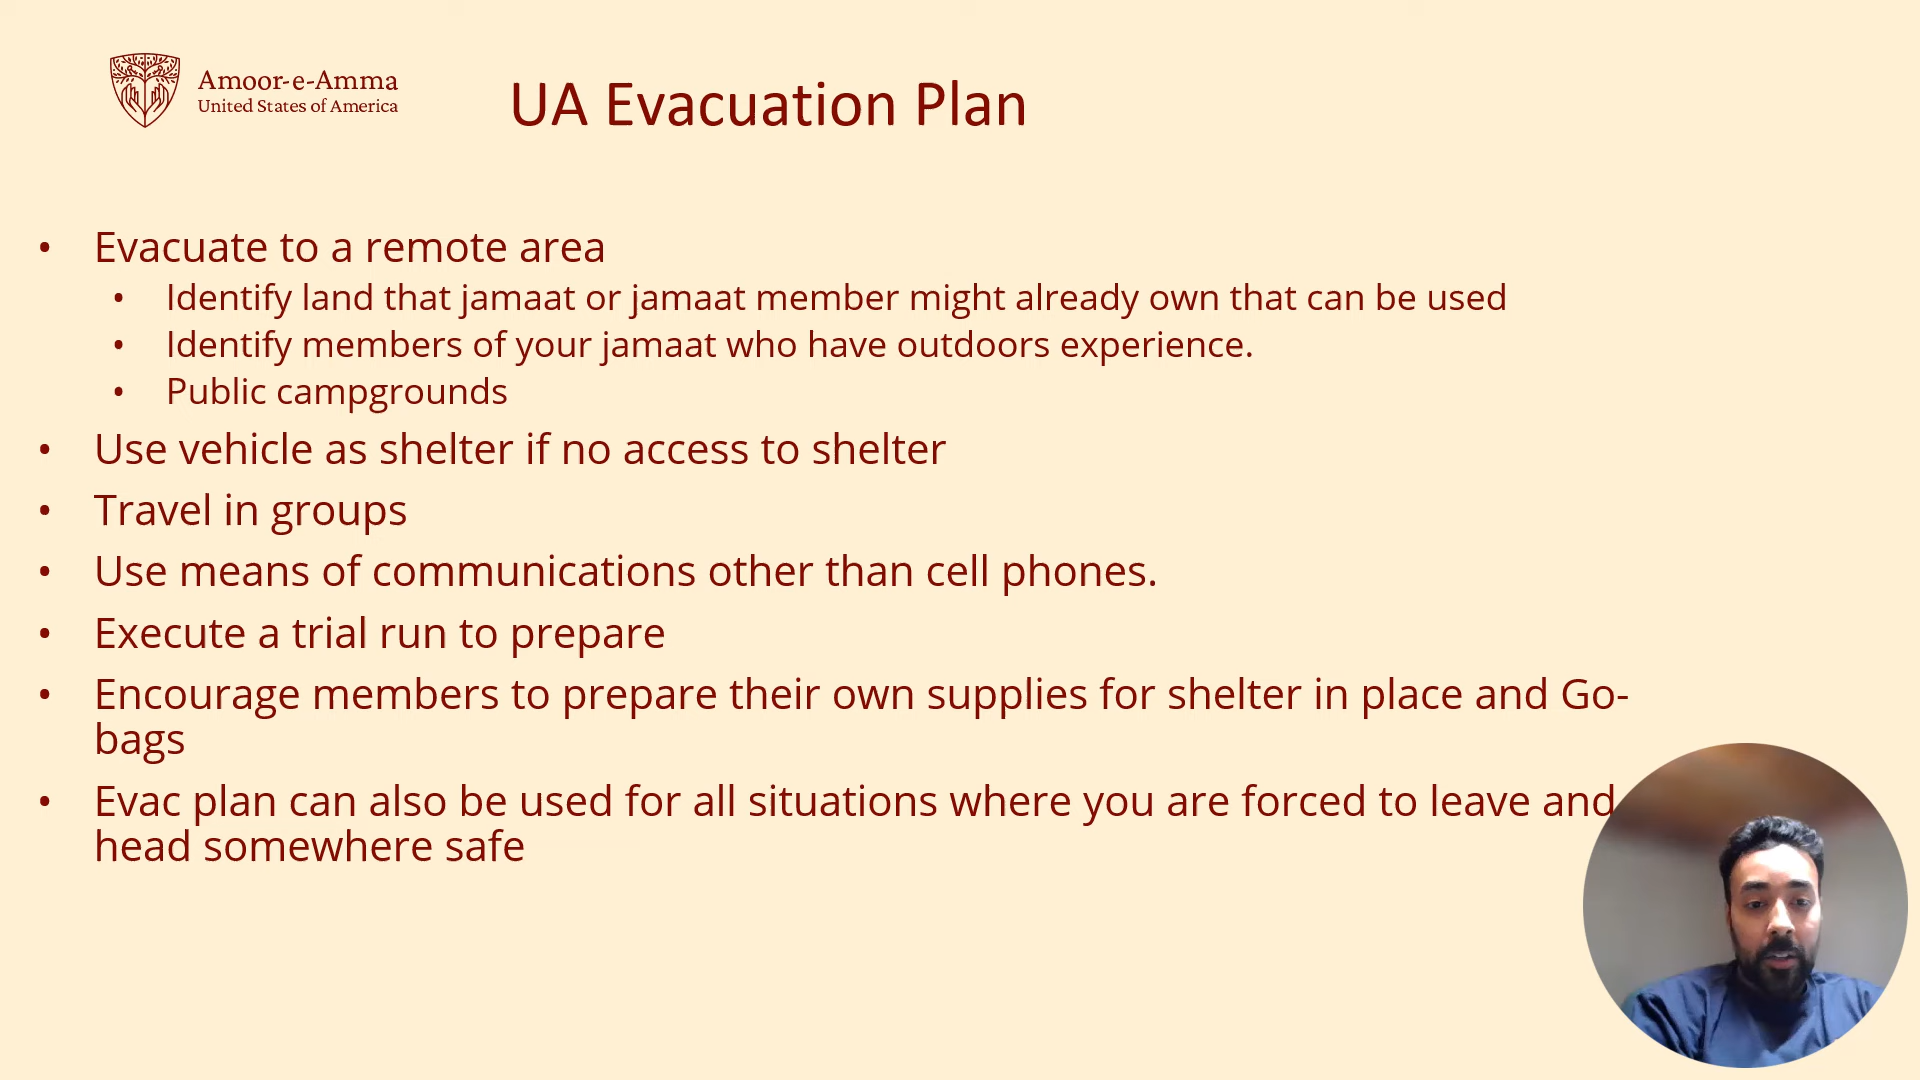 Amoor-e-Amma
United States of America
UA Evacuation Plan
• Evacuate to a remote area
• Identify land that jamaat or jamaat member might already own that can be used
• Identify members of your jamaat who have outdoors experience.
• Public campgrounds
• Use vehicle as shelter if no access to shelter
• Travel in groups
• Use means of communications other than cell phones.
• Execute a trial run to prepare
• Encourage members to prepare their own supplies for shelter in place and Go-
bags
• Evac plan can also be used for all situations where you are forced to leave and
head somewhere safe